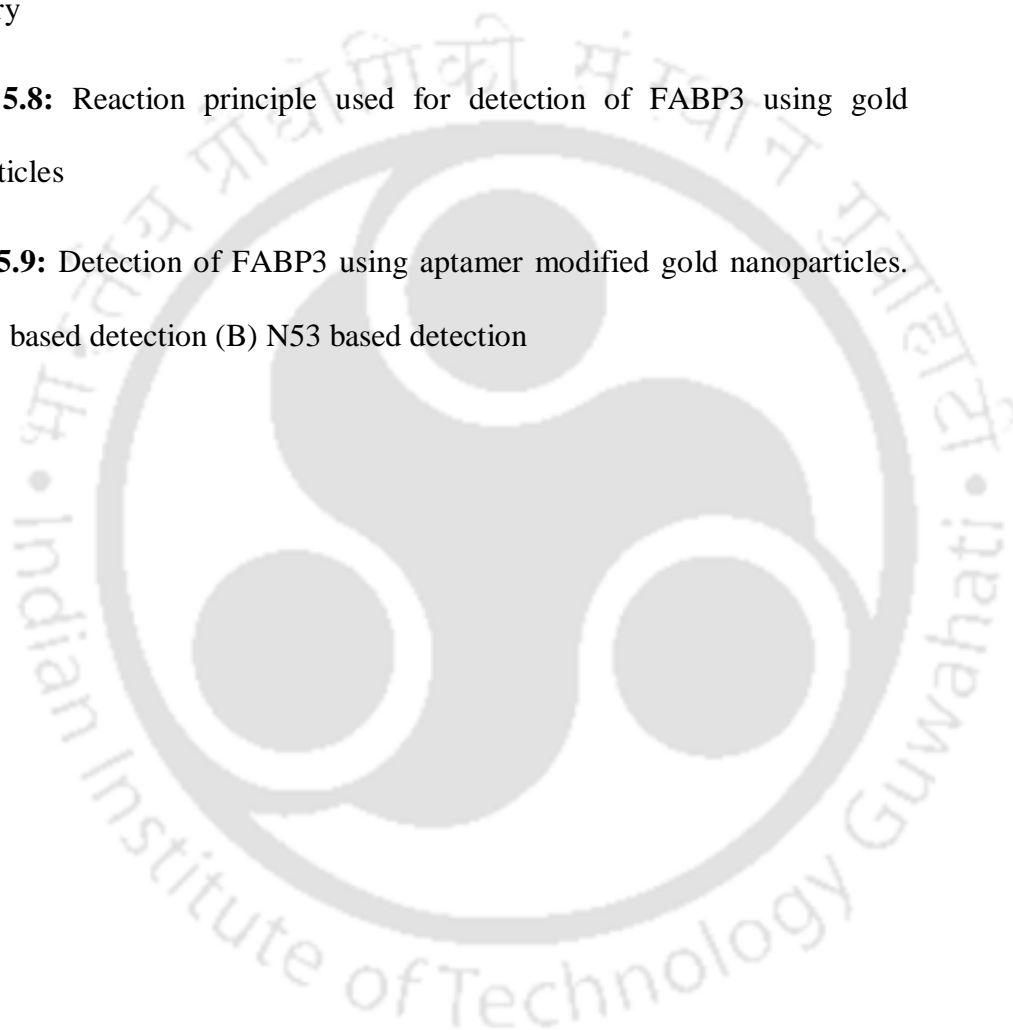 ry
5.8: Reaction principle used for detection of FABP3 using gold
ticles
5.9: Detection of FABP3 using aptamer modified gold nanoparticles.
based detection (B) N53 based detection
भारतीय प्रौद्योगिकी संस्थान गुवाहाटी
Indian Institute of Technology Guwahati